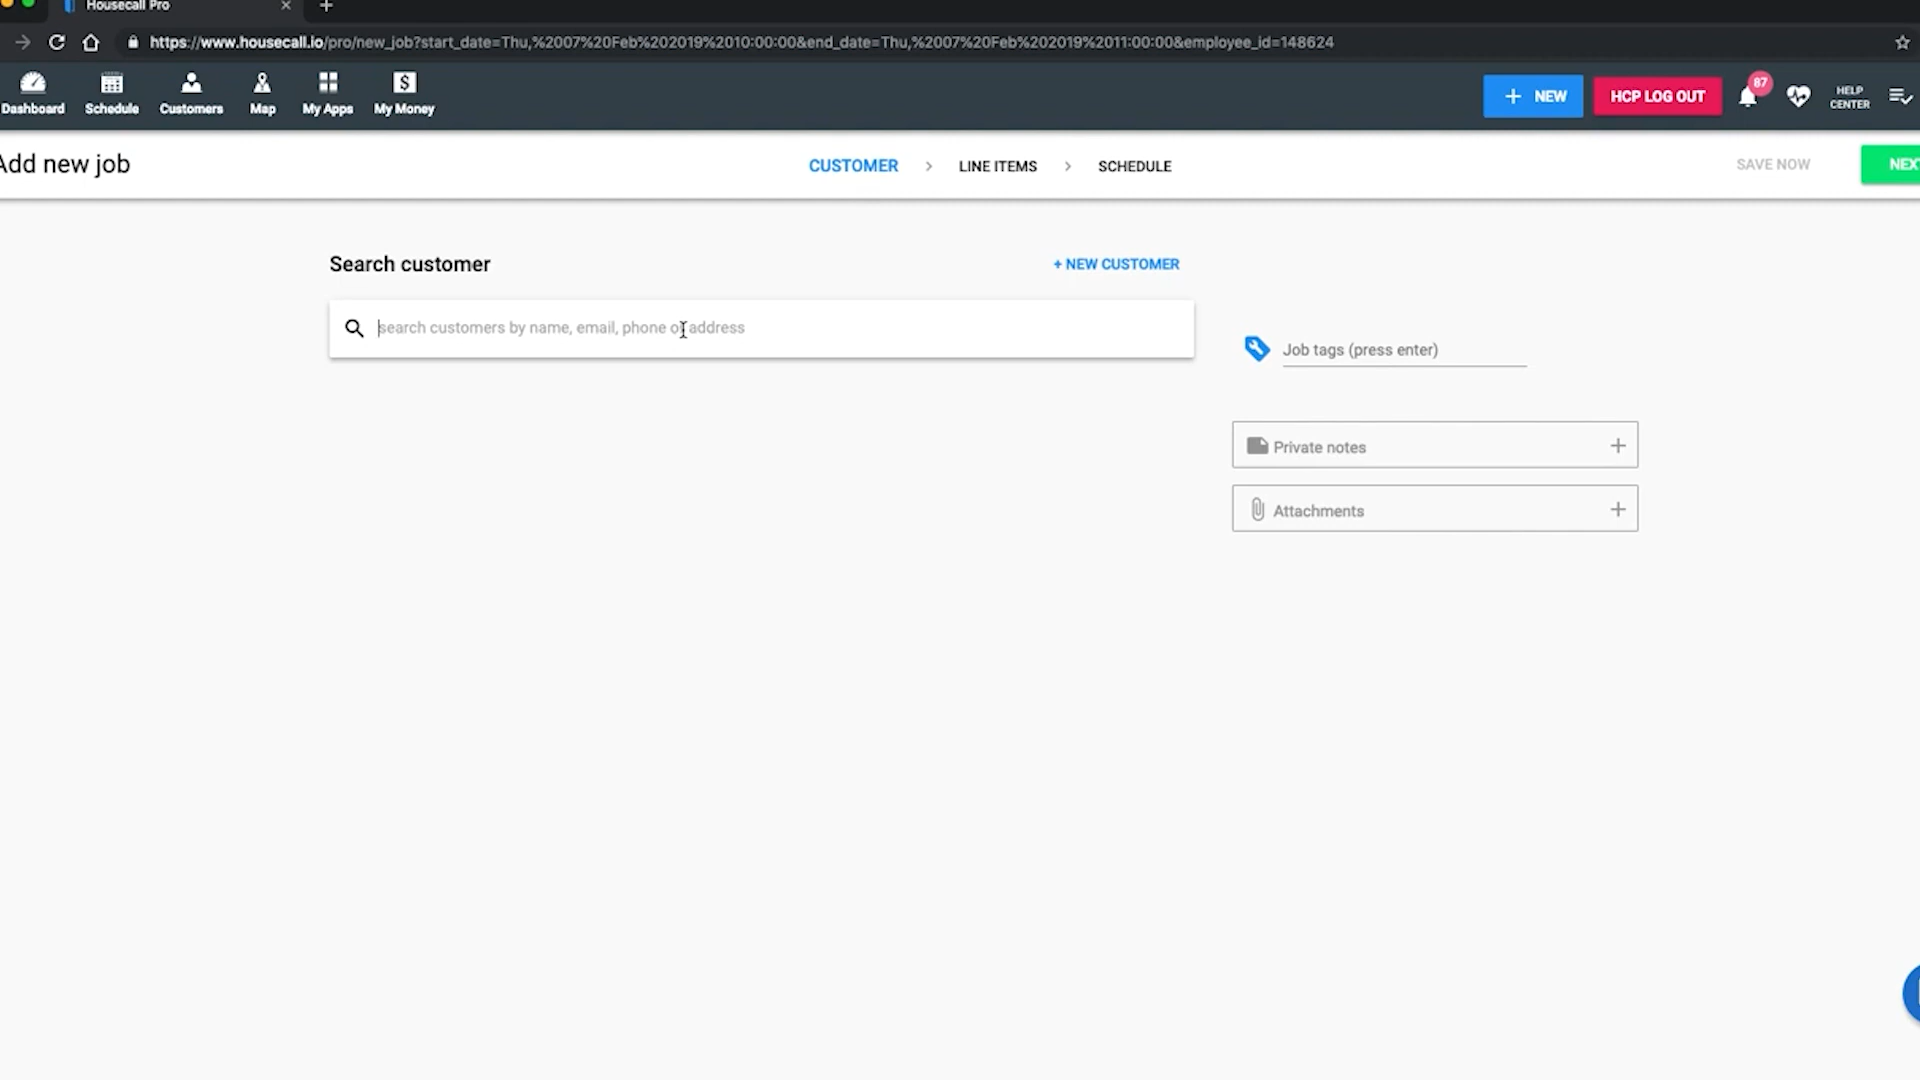 Housecall Pro
https://www.housecall.io/pro/new_job?start_date=Thu,%2007%20Feb%202019%2010:00:00&end_date=Thu,%2007%20Feb%202019%2011:00:00&employee_id=148624
Dashboard Schedule Customers Map My Apps My Money
+ NEW HCP LOG OUT 87 HELP CENTER
Add new job CUSTOMER > LINE ITEMS > SCHEDULE SAVE NOW NEXT
Search customer + NEW CUSTOMER
search customers by name, email, phone or address
Job tags (press enter)
Private notes +
Attachments +